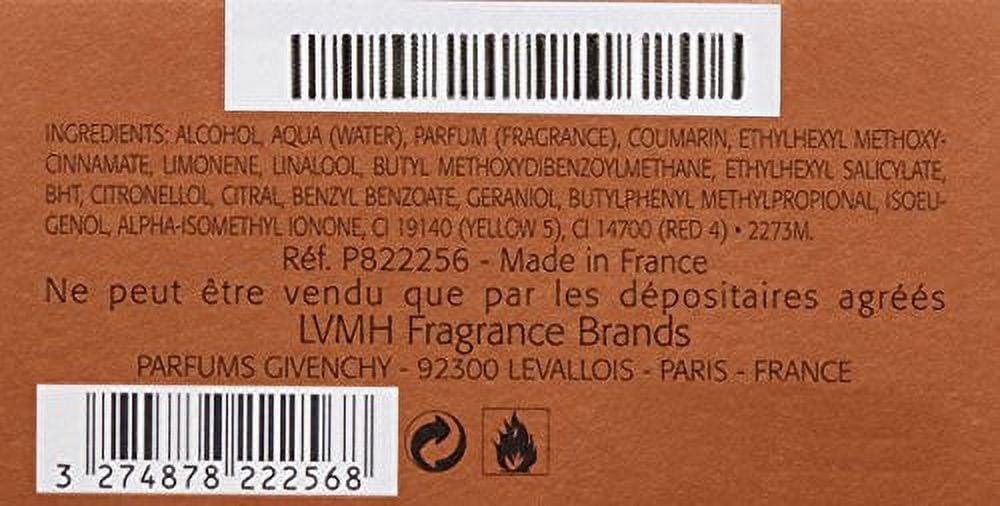 INGREDIENTS: ALCOHOL, AQUA (WATER), PARFUM (FRAGRANCE), COUMARIN, ETHYLHEXYL METHOXY-
CINNAMATE, LIMONENE, LINALOOL, BUTYL METHOXYDIBENZOYLMETHANE, ETHYLHEXYL SALICYLATE,
BHT, CITRONELLOL, CITRAL, BENZYL BENZOATE, GERANIOL, BUTYLPHENYL METHYLPROPIONAL, ISOEU-
GENOL, ALPHA-ISOMETHYL IONONE, CI 19140 (YELLOW 5), CI 14700 (RED 4) • 2273M.
Réf. P822256 - Made in France
Ne peut être vendu que par les dépositaires agréés
LVMH Fragrance Brands
PARFUMS GIVENCHY - 92300 LEVALLOIS - PARIS - FRANCE
3 274878 222568